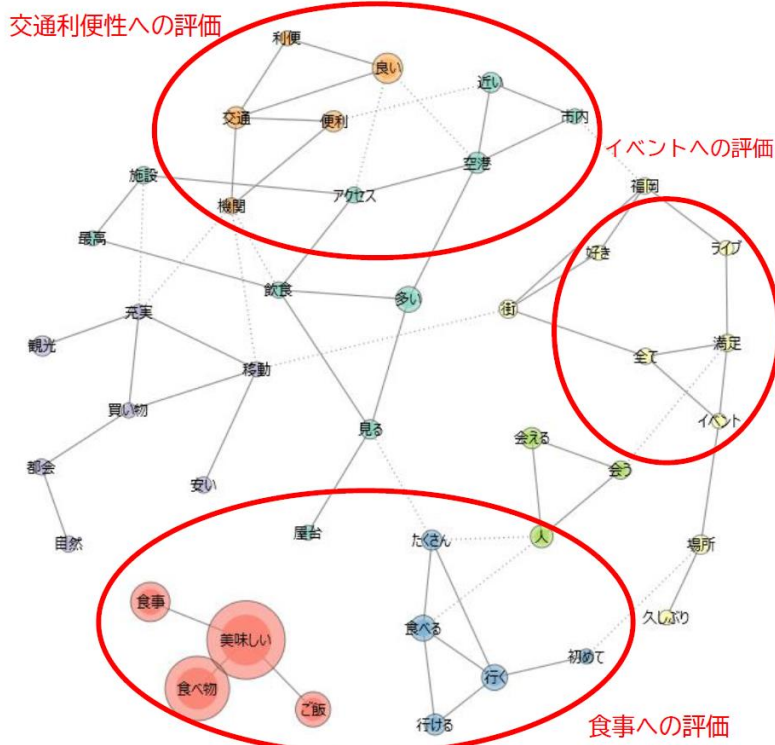 交通利便性への評価
利便
良い
近い
交通
便利
市内
イベントへの評価
空港
施設
アクセス
福岡
機関
最高
好き
ライブ
飲食
多い
街
充実
観光
満足
全て
移動
買い物
イベント
見る
会える
都会
会う
安い
屋台
たくさん
人
自然
場所
食事
久しぶり
美味しい
食べる
初めて
食べ物
行く
ご飯
行ける
食事への評価